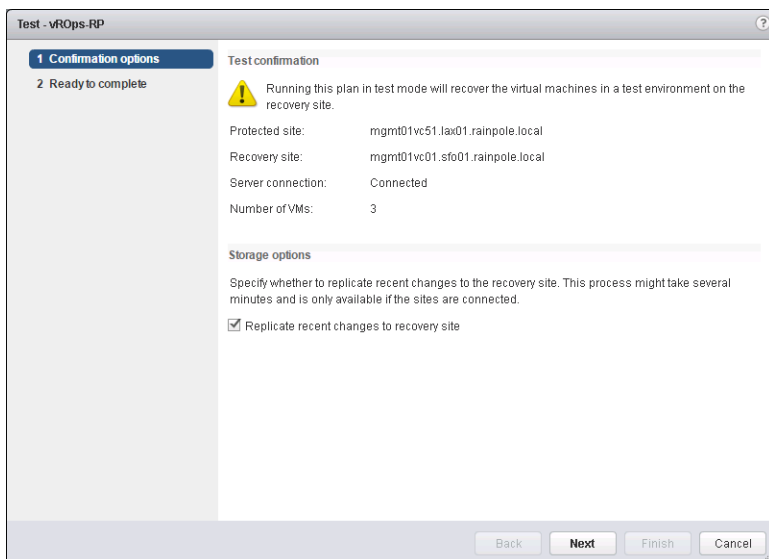 Test - vROps-RP
?
1 Confirmation options
2 Ready to complete
Test confirmation
Running this plan in test mode will recover the virtual machines in a test environment on the
recovery site.
Protected site: mgmt01vc51.lax01.rainpole.local
Recovery site: mgmt01vc01.sfo01.rainpole.local
Server connection: Connected
Number of VMs: 3
Storage options
Specify whether to replicate recent changes to the recovery site. This process might take several
minutes and is only available if the sites are connected.
Replicate recent changes to recovery site
Back Next Finish Cancel